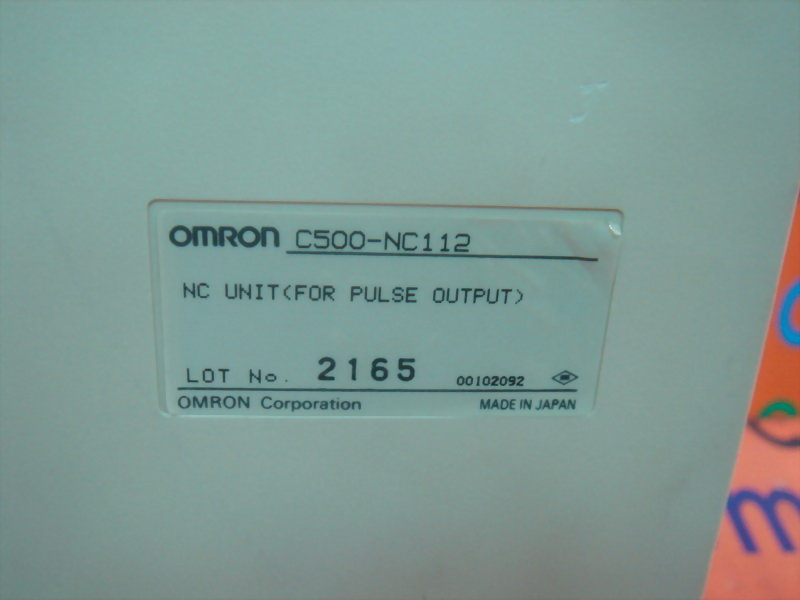 OMRON C500-NC112
NC UNIT(FOR PULSE OUTPUT)
LOT No. 2165 00102092
OMRON Corporation MADE IN JAPAN